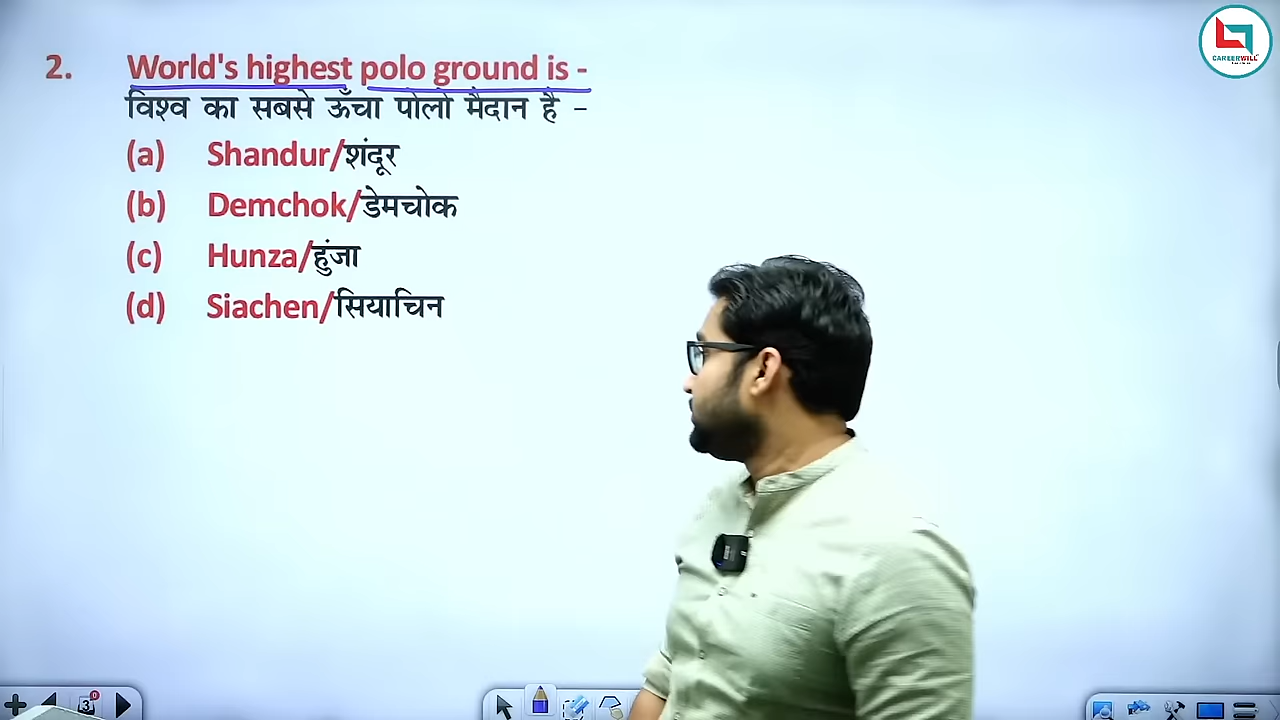 2. World's highest polo ground is -
विश्व का सबसे ऊँचा पोलो मैदान है –
(a) Shandur/शंदूर
(b) Demchok/डेमचोक
(c) Hunza/हुंजा
(d) Siachen/सियाचिन
CAREERWILL